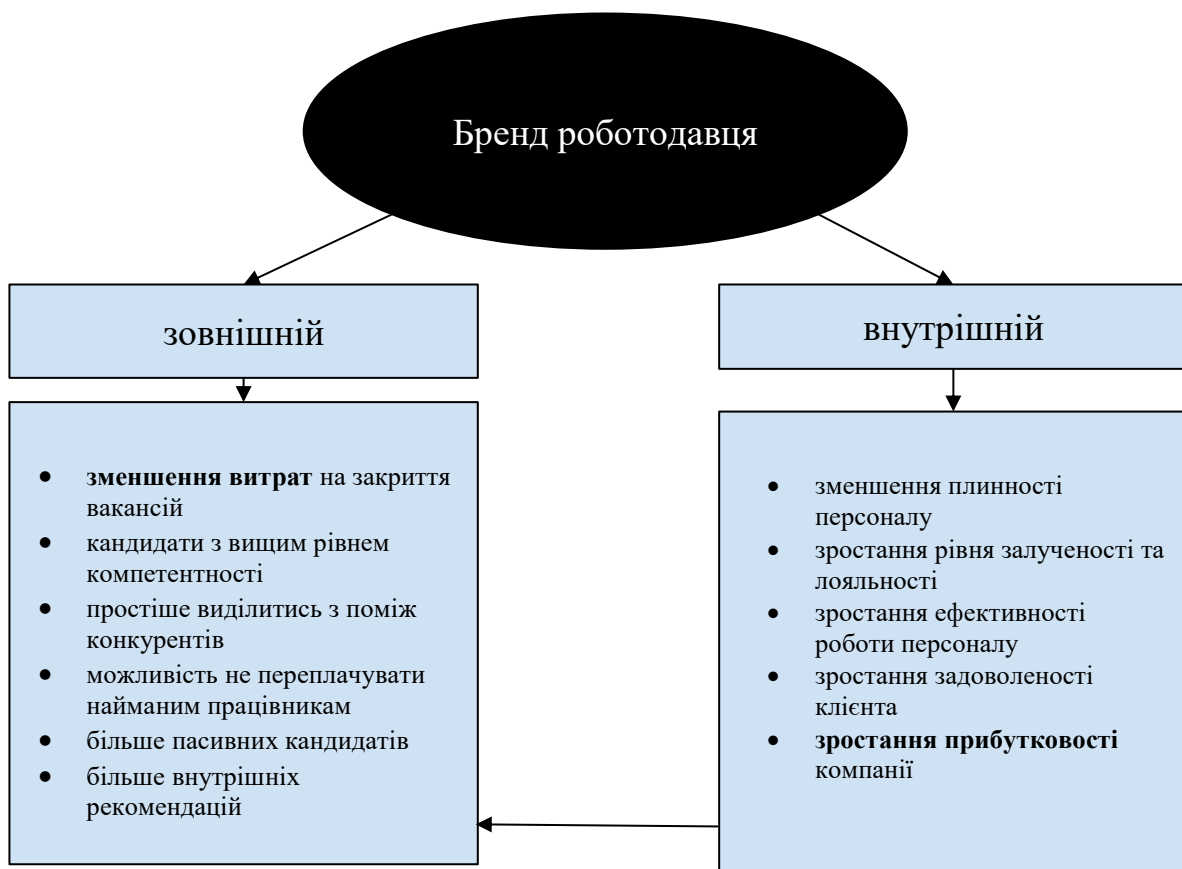 Бренд роботодавця
зовнішній
внутрішній
● зменшення витрат на закриття
вакансій
● кандидати з вищим рівнем
компетентності
● простіше виділитись з поміж
конкурентів
● можливість не переплачувати
найманим працівникам
● більше пасивних кандидатів
● більше внутрішніх
рекомендацій
● зменшення плинності
персоналу
● зростання рівня залученості та
лояльності
● зростання ефективності
роботи персоналу
● зростання задоволеності
клієнта
● зростання прибутковості
компанії